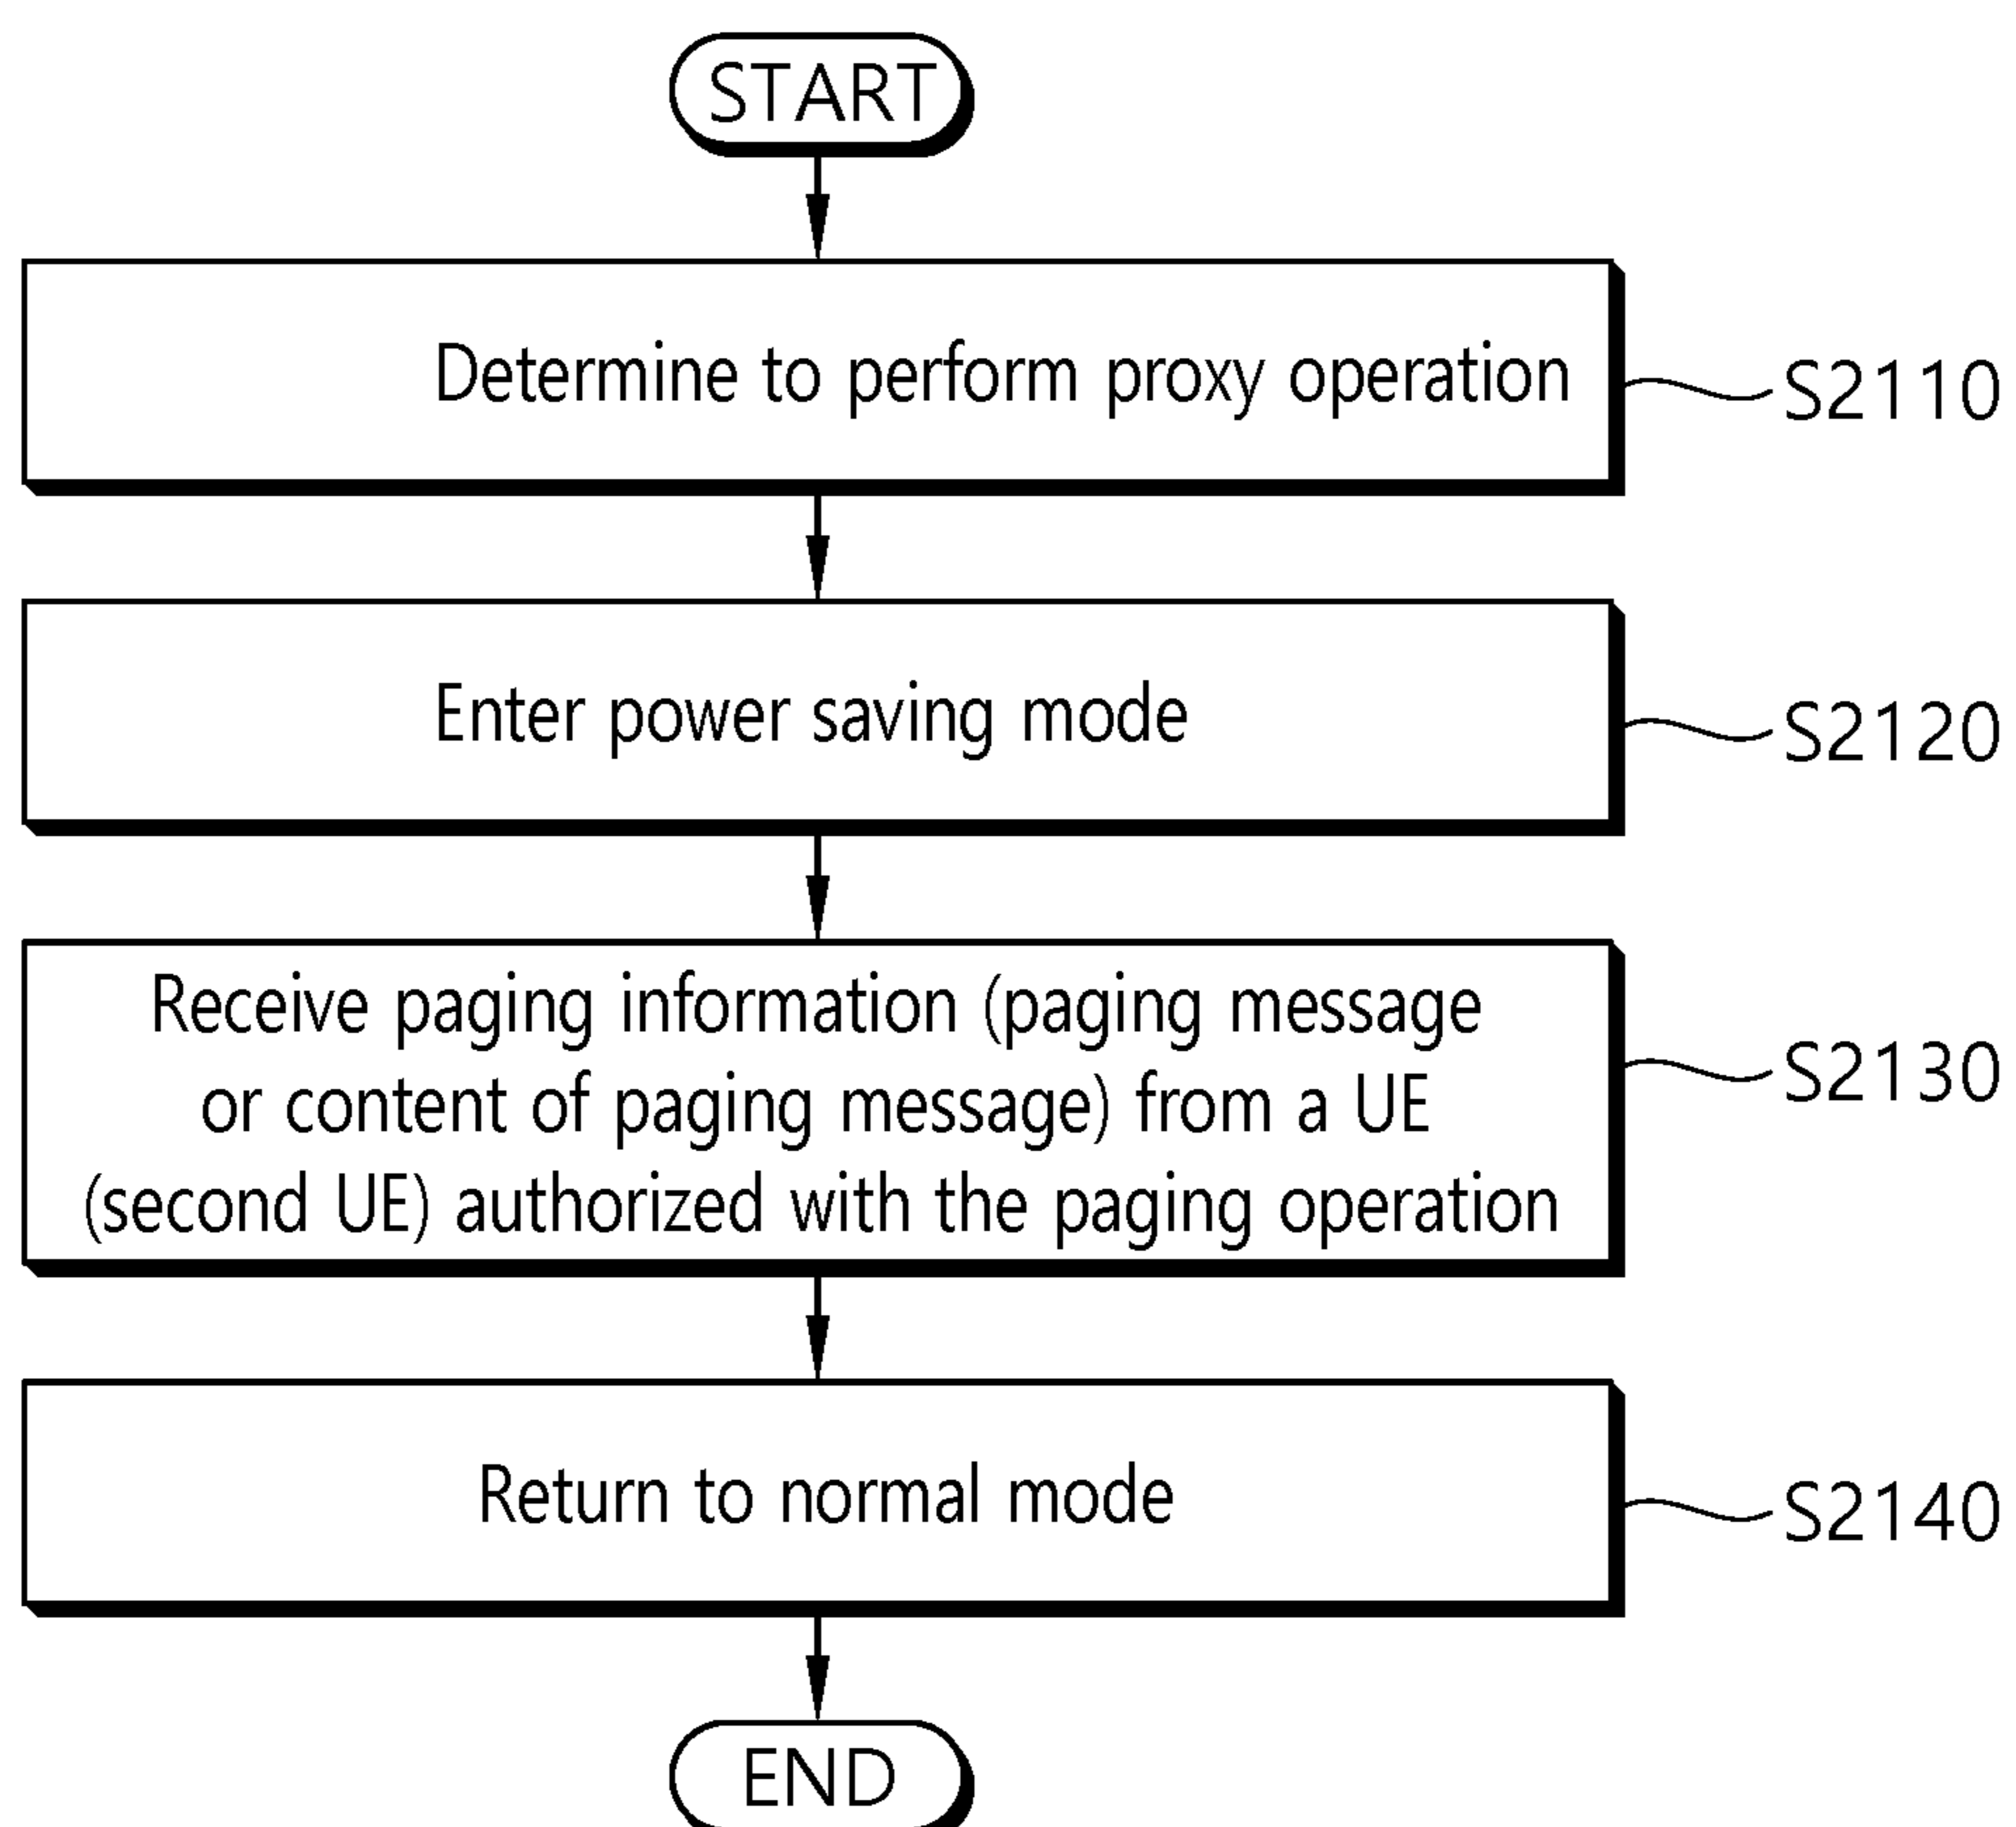 START
Determine to perform proxy operation
S2110
Enter power saving mode
S2120
Receive paging information (paging message
or content of paging message) from a UE
(second UE) authorized with the paging operation
S2130
Return to normal mode
S2140
END